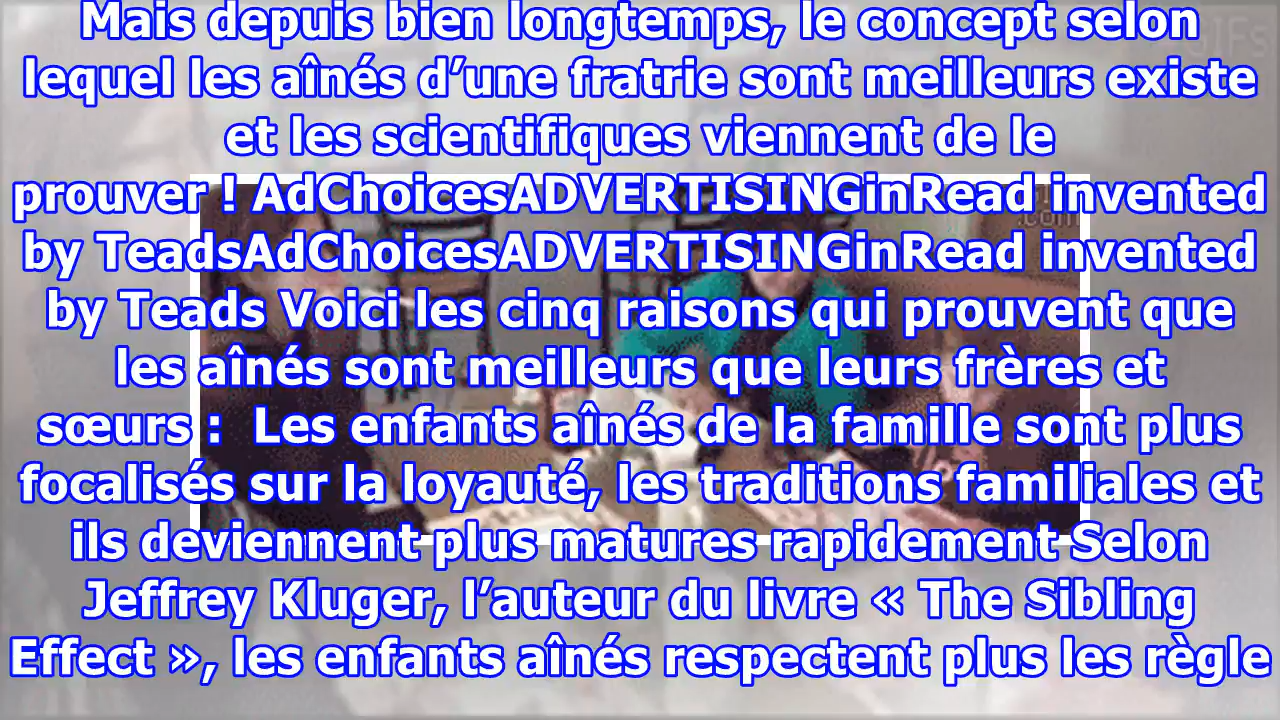 Mais depuis bien longtemps, le concept selon
lequel les aînés d’une fratrie sont meilleurs existe
et les scientifiques viennent de le
prouver ! AdChoicesADVERTISINGinRead invented
by TeadsAdChoicesADVERTISINGinRead invented
by Teads Voici les cinq raisons qui prouvent que
les aînés sont meilleurs que leurs frères et
sœurs :  Les enfants aînés de la famille sont plus
focalisés sur la loyauté, les traditions familiales et
ils deviennent plus matures rapidement Selon
Jeffrey Kluger, l’auteur du livre « The Sibling
Effect », les enfants aînés respectent plus les règle
GIFs
.com